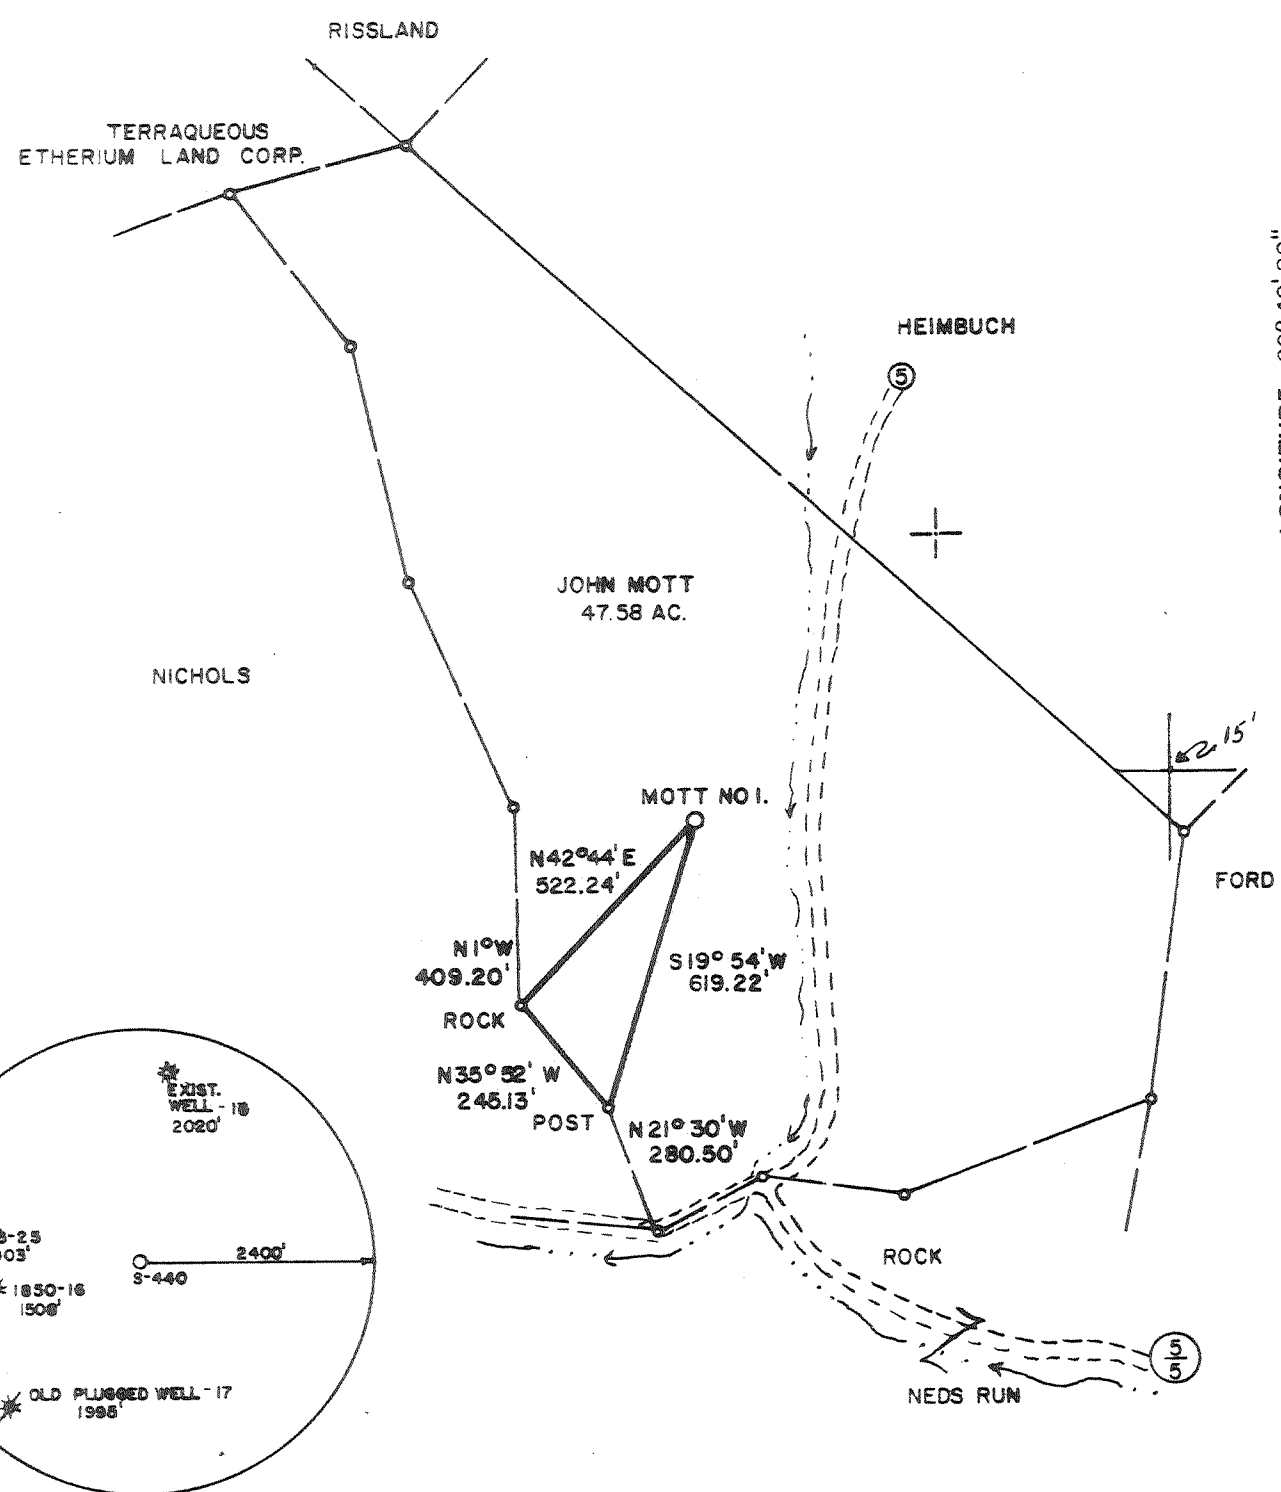 RISSLAND
TERRAQUEOUS
ETHERIUM LAND CORP.
HEIMBUCH
5
JOHN MOTT
47.58 AC.
NICHOLS
15'
MOTT NO 1.
N42°44'E
522.24'
FORD
N1°W
409.20'
S19°54'W
619.22'
ROCK
N35°52'W
245.13'
POST
N21°30'W
280.50'
EXIST.
WELL-18
2020'
2400'
S-440
1850-16
1508'
ROCK
5
5
OLD PLUGGED WELL-17
1995'
NEDS RUN